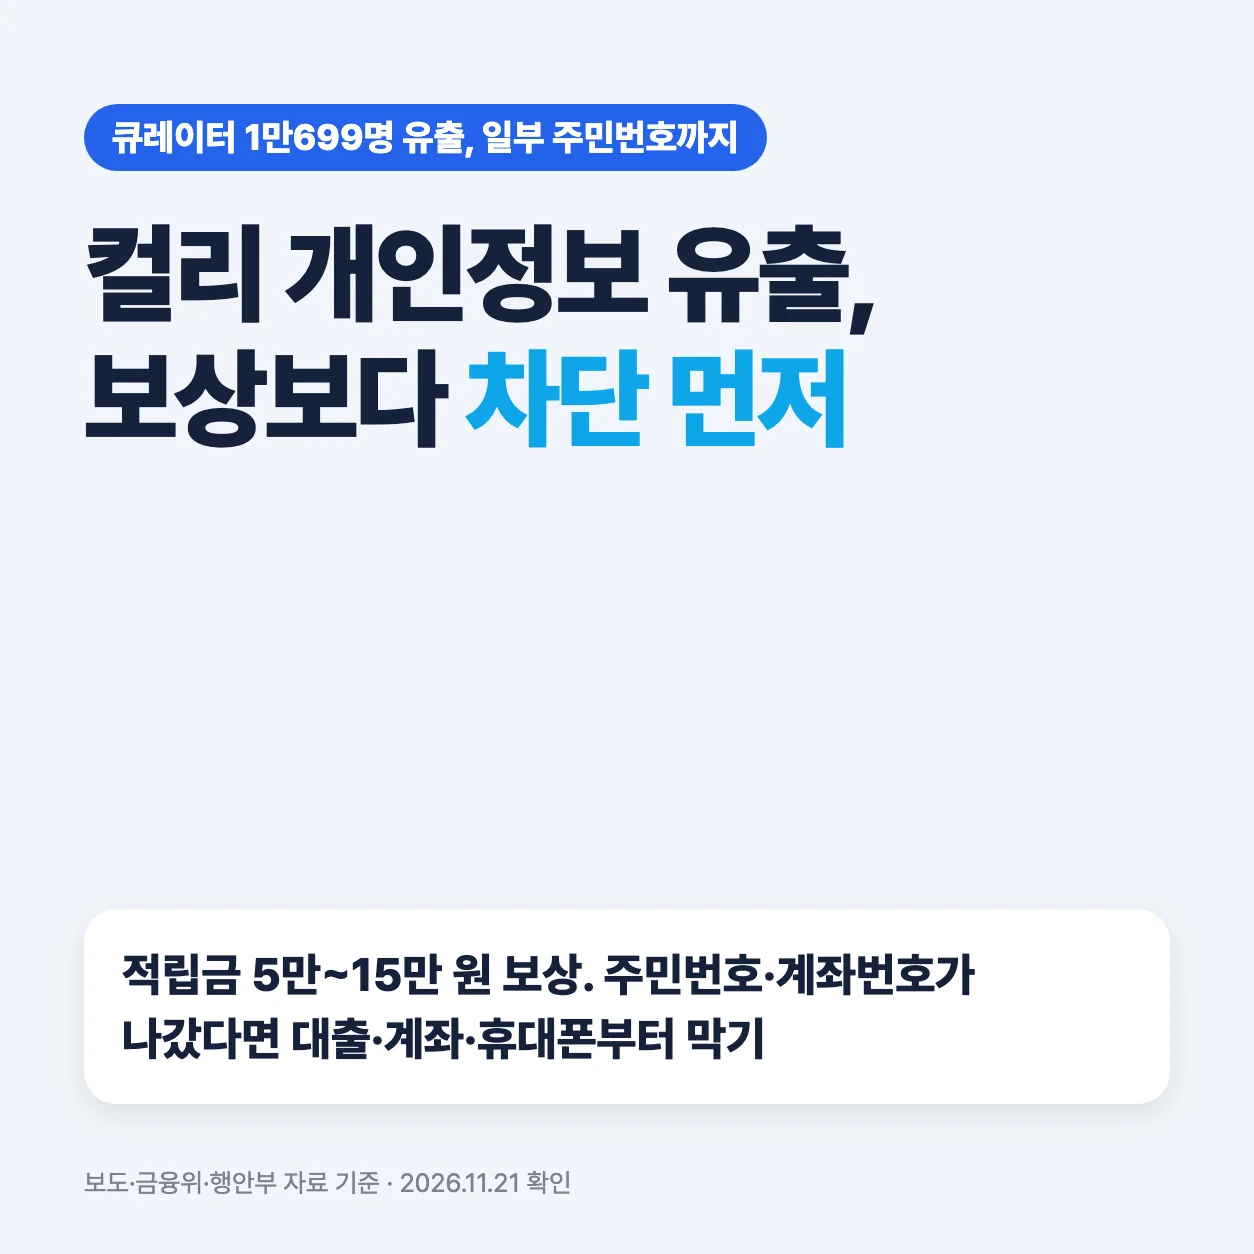 큐레이터 1만699명 유출, 일부 주민번호까지
컬리 개인정보 유출,
보상보다 차단 먼저
적립금 5만~15만 원 보상. 주민번호·계좌번호가
나갔다면 대출·계좌·휴대폰부터 막기
보도·금융위·행안부 자료 기준 · 2026.11.21 확인